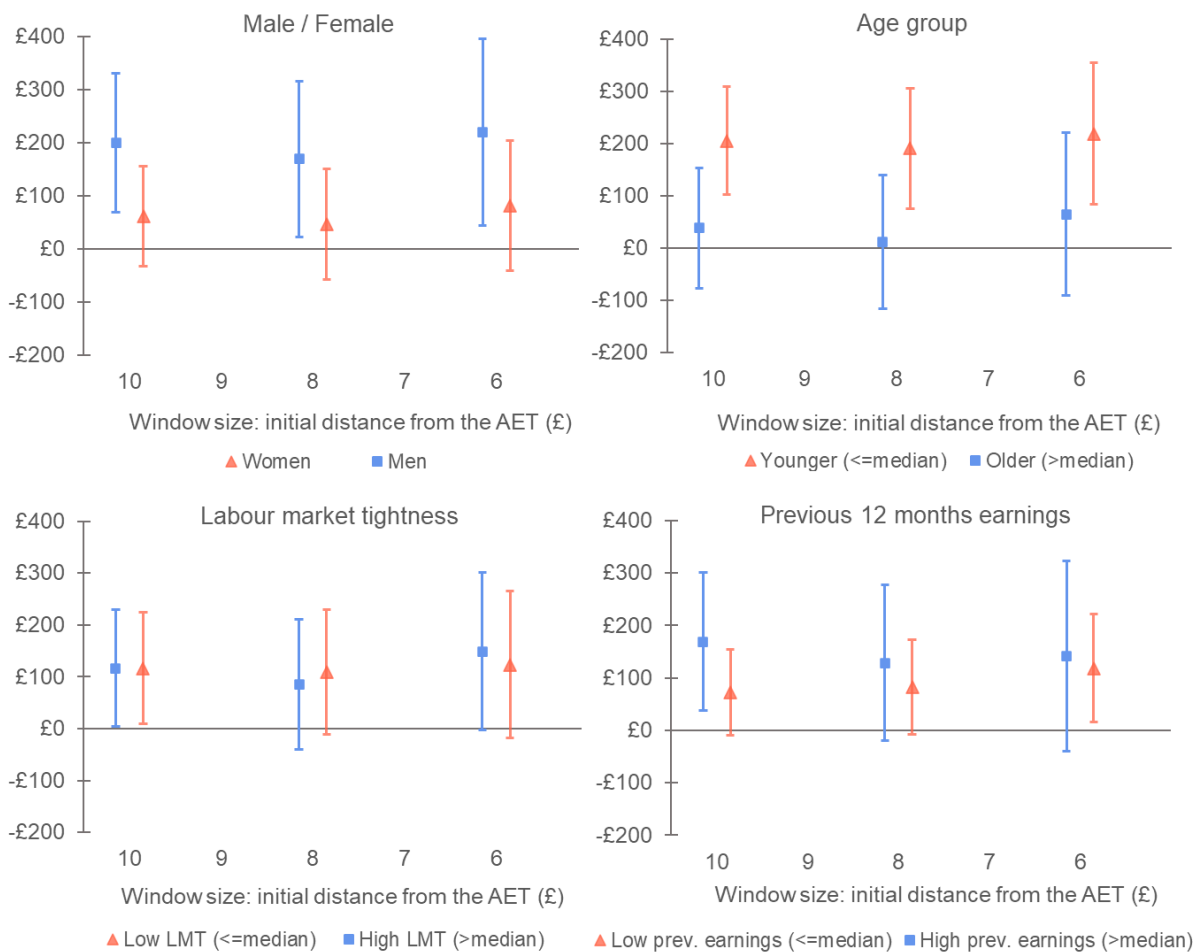 Male / Female
£400
£300
£200
£100
£0
-£100
-£200
10 9 8 7 6
Window size: initial distance from the AET (£)
Women Men
Age group
£400
£300
£200
£100
£0
-£100
-£200
10 9 8 7 6
Window size: initial distance from the AET (£)
Younger (<=median) Older (>median)
Labour market tightness
£400
£300
£200
£100
£0
-£100
-£200
10 9 8 7 6
Window size: initial distance from the AET (£)
Low LMT (<=median) High LMT (>median)
Previous 12 months earnings
£400
£300
£200
£100
£0
-£100
-£200
10 9 8 7 6
Window size: initial distance from the AET (£)
Low prev. earnings (<=median) High prev. earnings (>median)